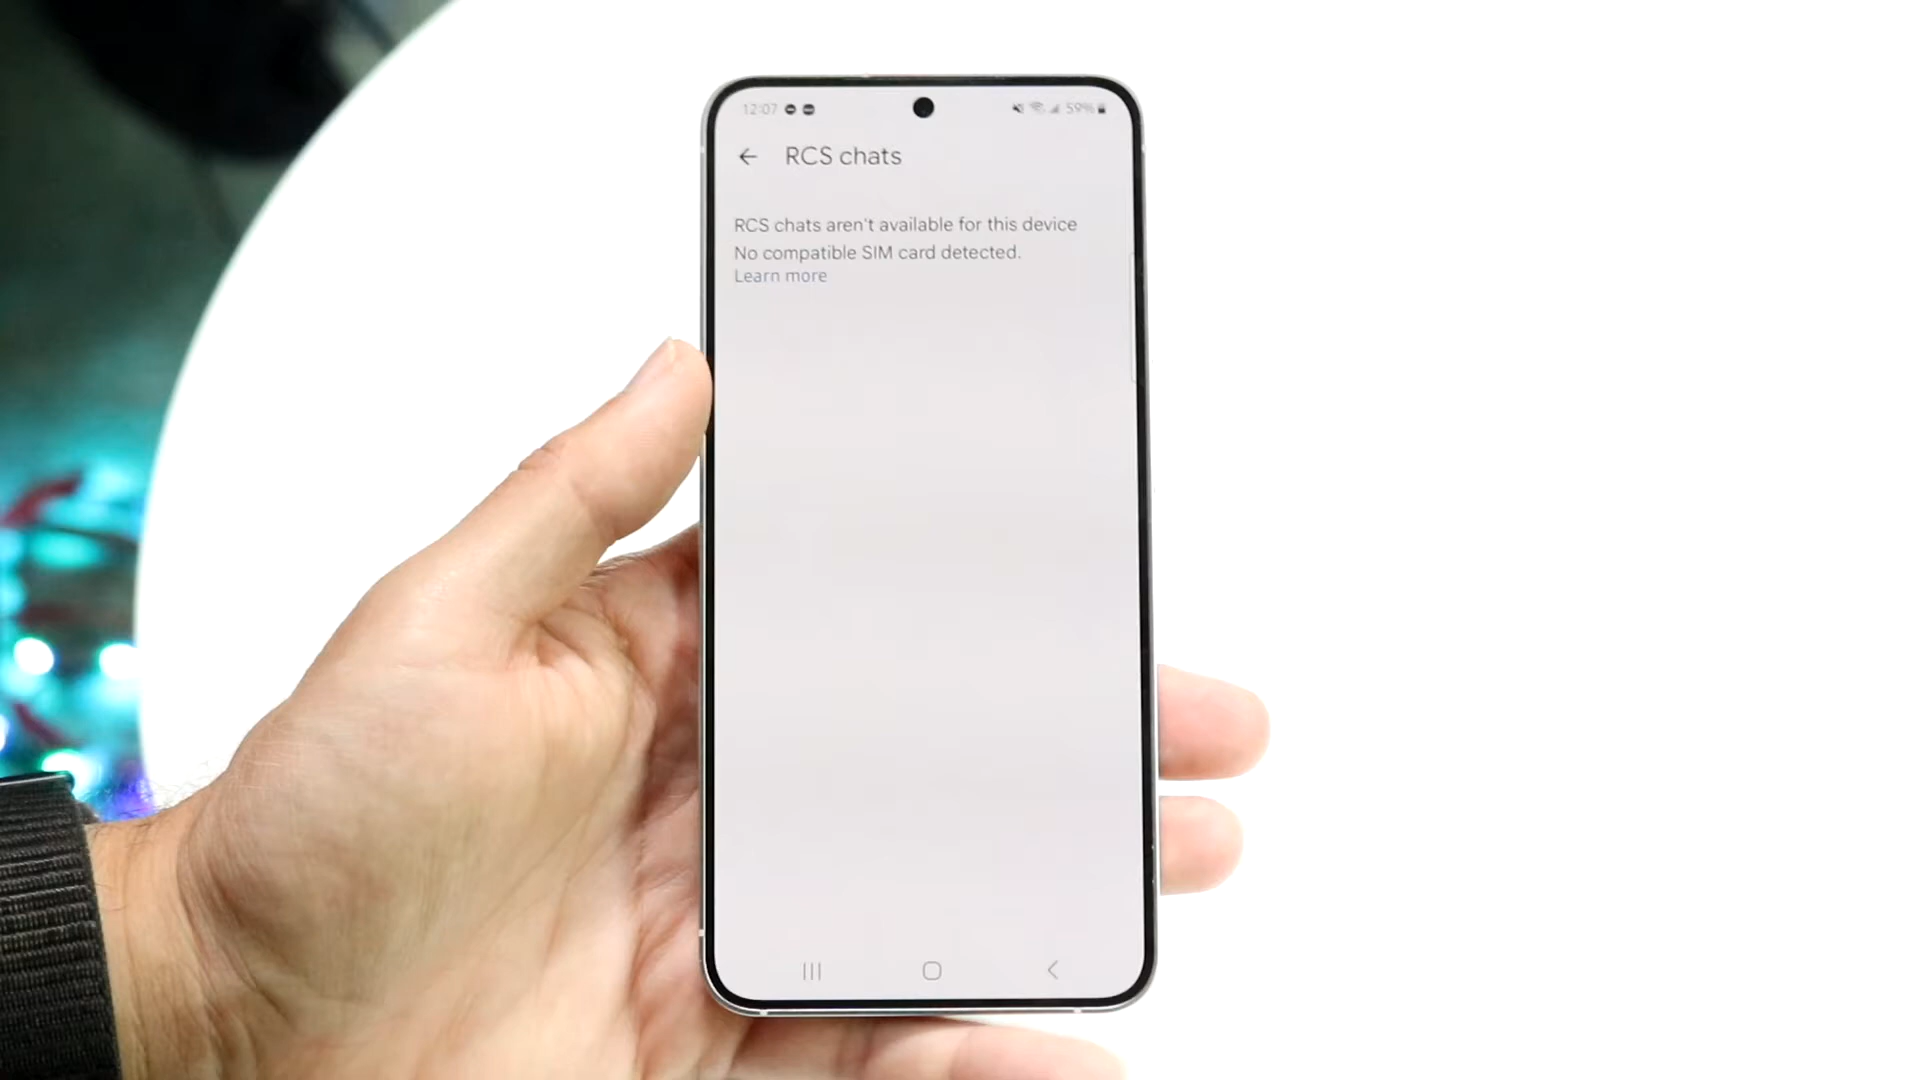 12:07 59%
RCS chats
RCS chats aren't available for this device
No compatible SIM card detected.
Learn more